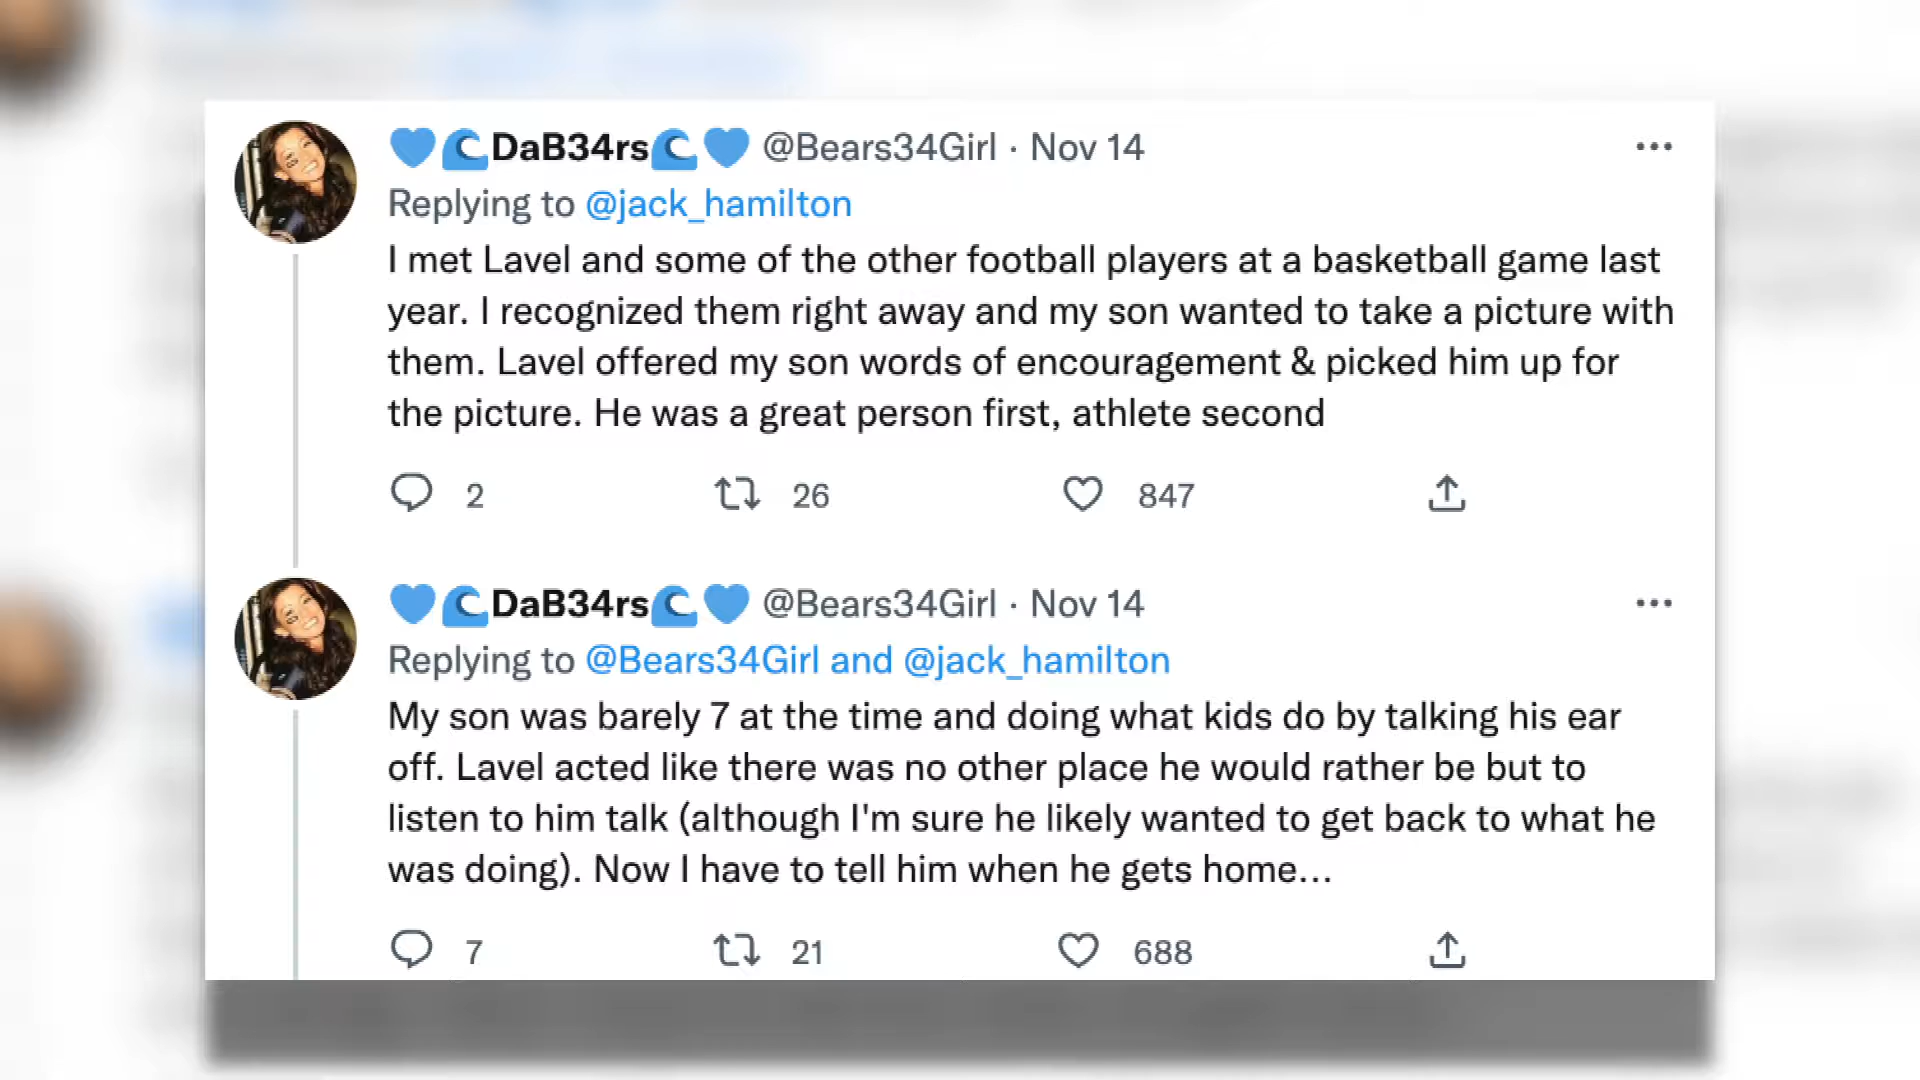 💙🌊DaB34rs🌊💙 @Bears34Girl · Nov 14
Replying to @jack_hamilton
I met Lavel and some of the other football players at a basketball game last
year. I recognized them right away and my son wanted to take a picture with
them. Lavel offered my son words of encouragement & picked him up for
the picture. He was a great person first, athlete second
2 26 847
💙🌊DaB34rs🌊💙 @Bears34Girl · Nov 14
Replying to @Bears34Girl and @jack_hamilton
My son was barely 7 at the time and doing what kids do by talking his ear
off. Lavel acted like there was no other place he would rather be but to
listen to him talk (although I'm sure he likely wanted to get back to what he
was doing). Now I have to tell him when he gets home...
7 21 688